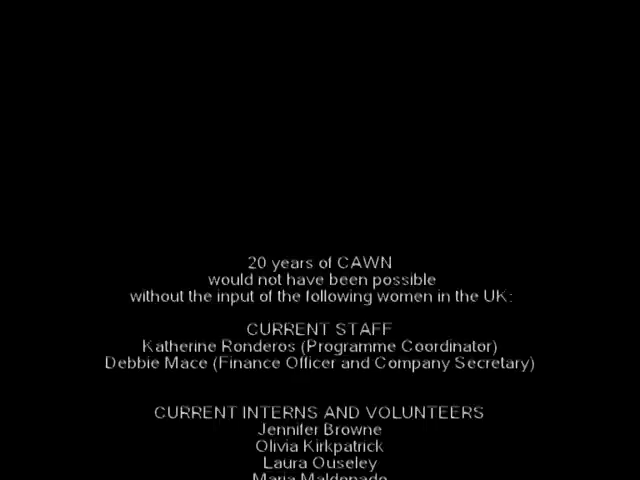 20 years of CAWN
would not have been possible
without the input of the following women in the UK:
CURRENT STAFF
Katherine Ronderos (Programme Coordinator)
Debbie Mace (Finance Officer and Company Secretary)
CURRENT INTERNS AND VOLUNTEERS
Jennifer Browne
Olivia Kirkpatrick
Laura Ouseley
Maria Maldonado